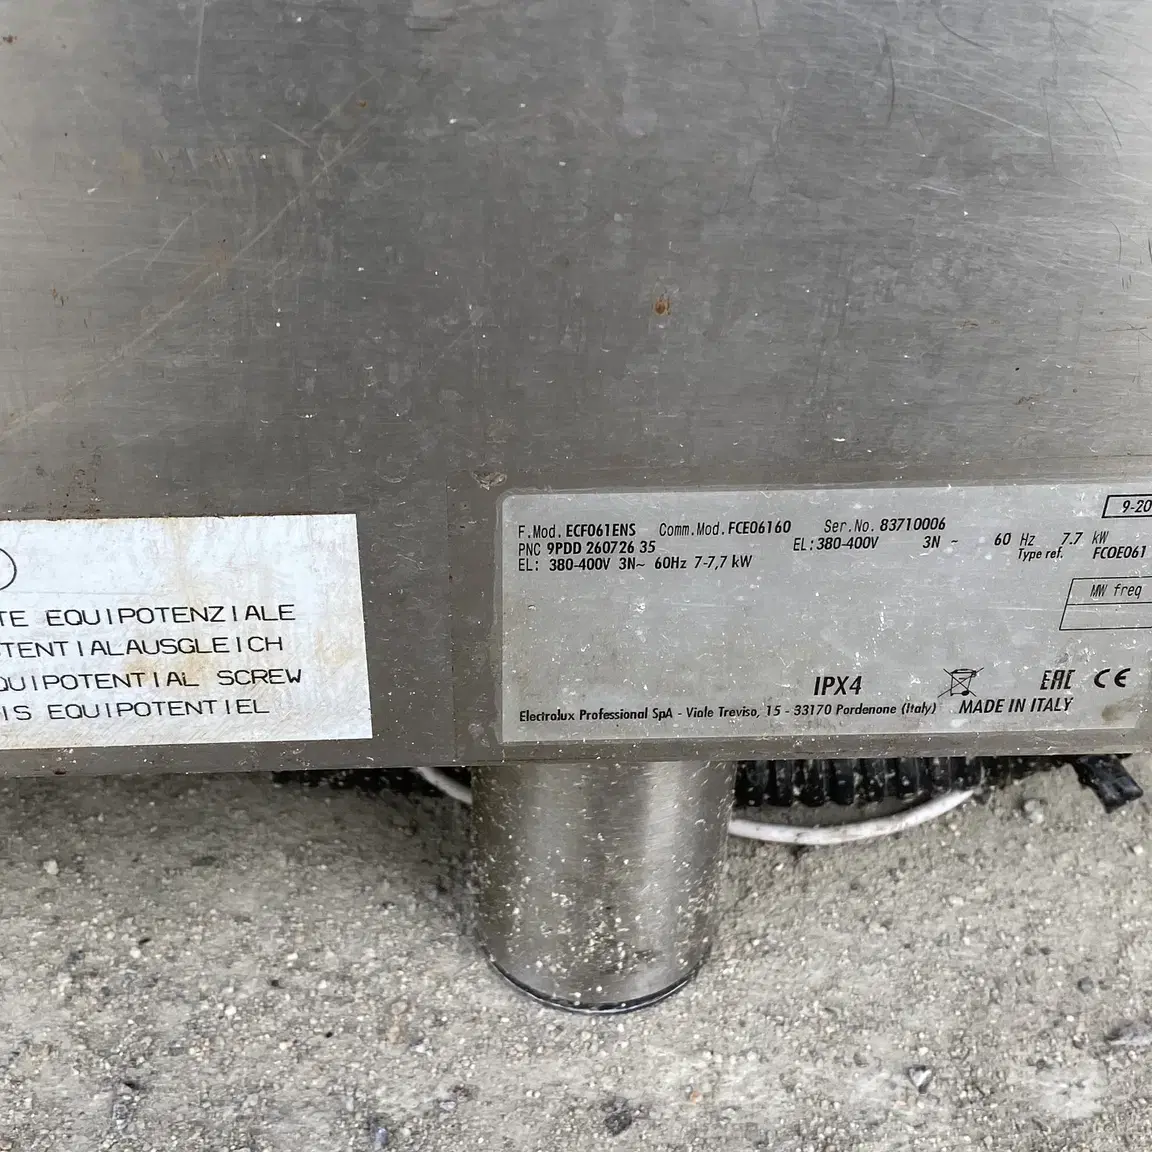 TE EQUIPOTENZIALE
TENTIALAUSGLEICH
QUIPOTENTIAL SCREW
IS EQUIPOTENTIEL
9-20
F.Mod. ECF061ENS Comm.Mod. FCE06160 Ser.No. 83710006
PNC 9PDD 260726 35 EL: 380-400V 3N ~ 60 Hz 7.7 kW
EL: 380-400V 3N~ 60Hz 7-7,7 kW Type ref. FCOE061
MW freq
IPX4 EAC CE
Electrolux Professional SpA - Viale Treviso, 15 - 33170 Pordenone (Italy) MADE IN ITALY